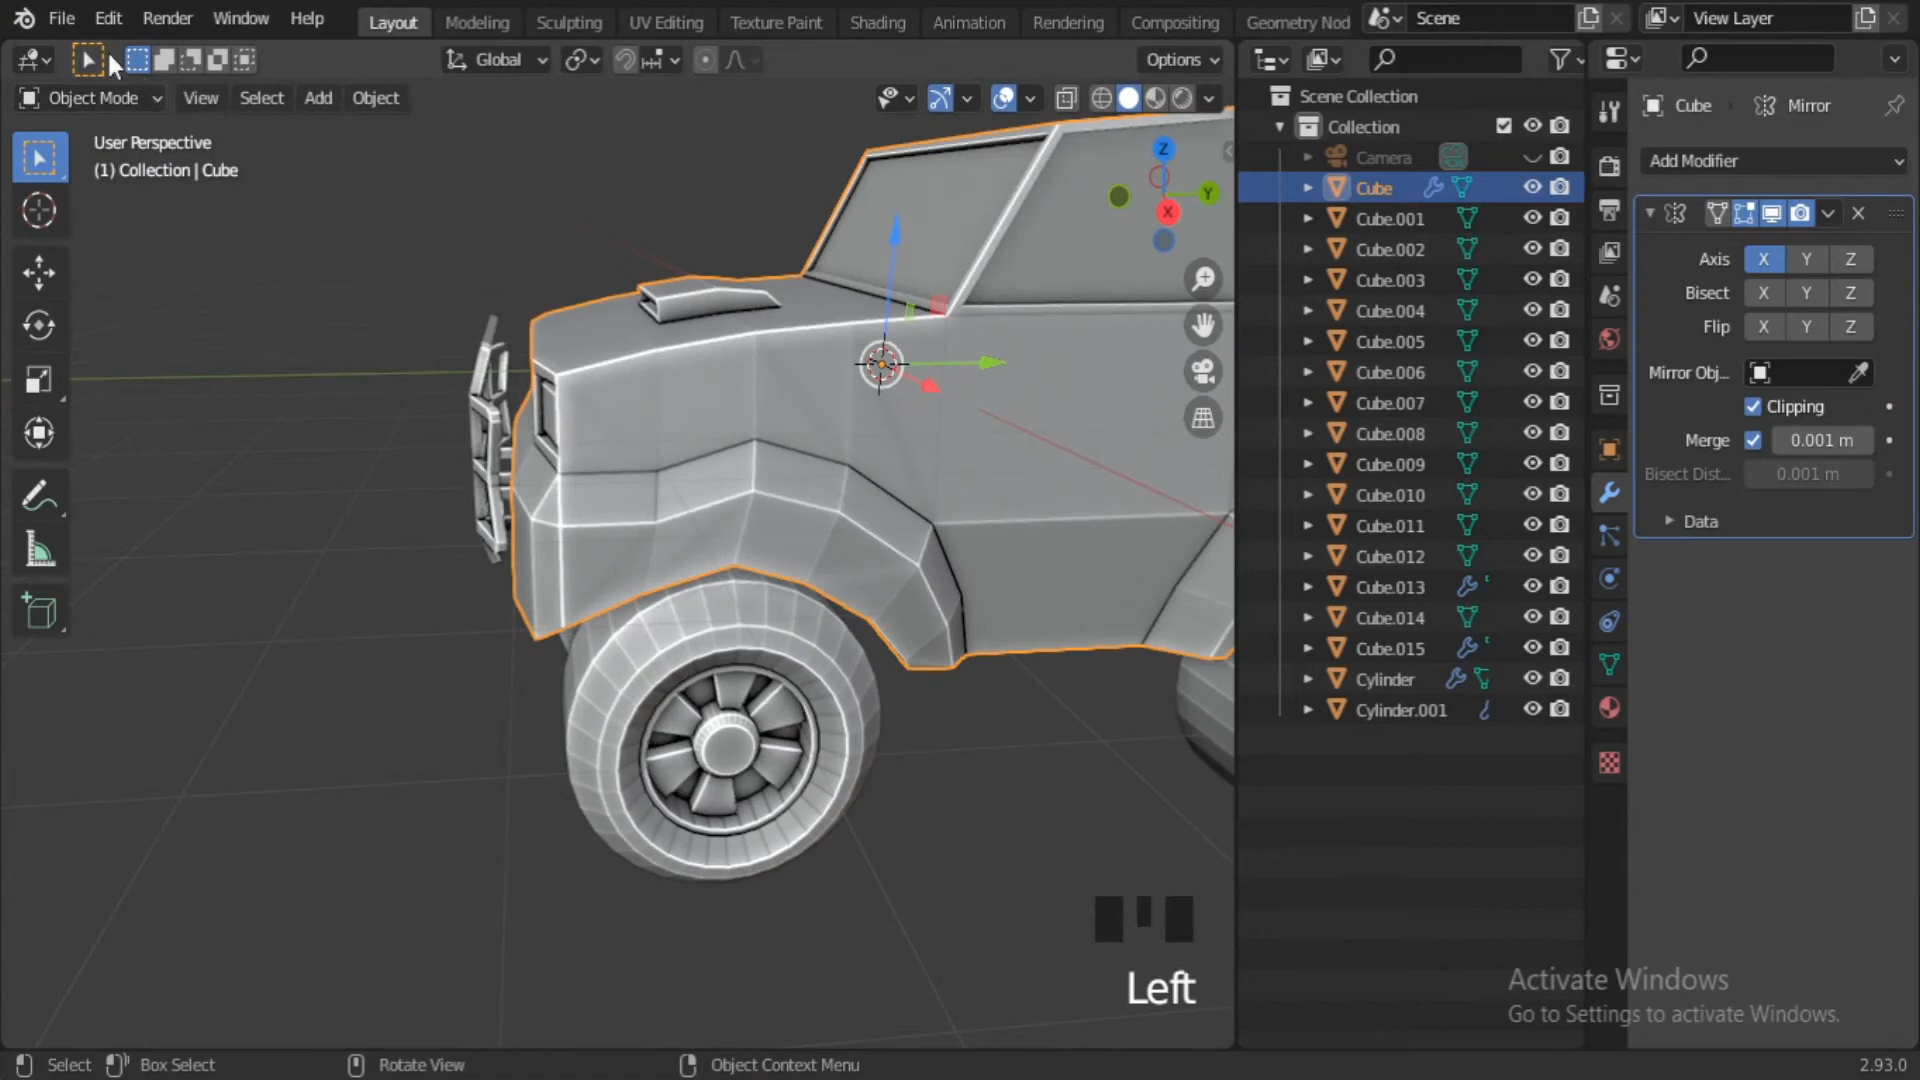 File Edit Render Window Help Layout Modeling Sculpting UV Editing Texture Paint Shading Animation Rendering Compositing Geometry Nod Scene View Layer
Global Options
Object Mode View Select Add Object
User Perspective
(1) Collection | Cube
Z
Y
X
Scene Collection
Collection
Camera
Cube
Cube.001
Cube.002
Cube.003
Cube.004
Cube.005
Cube.006
Cube.007
Cube.008
Cube.009
Cube.010
Cube.011
Cube.012
Cube.013
Cube.014
Cube.015
Cylinder
Cylinder.001
Cube Mirror
Add Modifier
Axis X Y Z
Bisect X Y Z
Flip X Y Z
Mirror Obj...
Clipping
Merge 0.001 m
Bisect Dist... 0.001 m
Data
Left
Activate Windows
Go to Settings to activate Windows.
Select Box Select Rotate View Object Context Menu 2.93.0